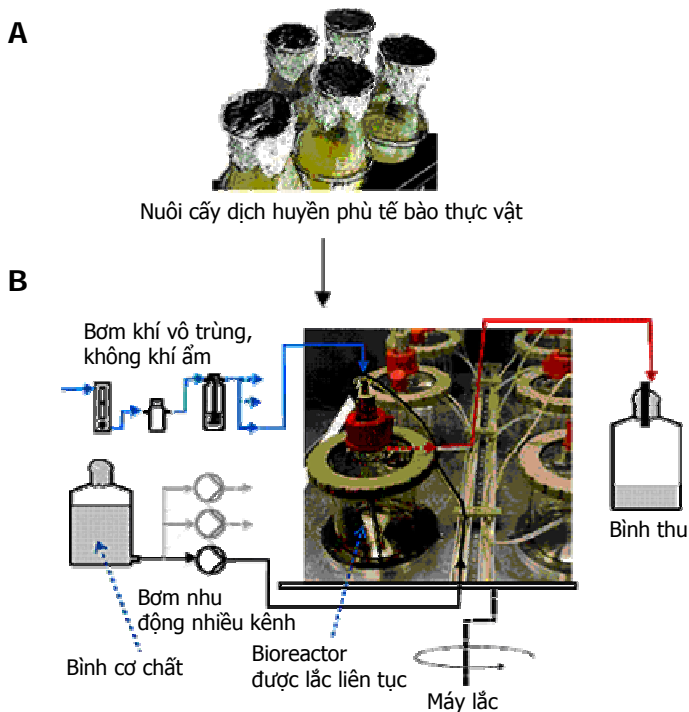 A
Nuôi cấy dịch huyền phù tế bào thực vật
B
Bơm khí vô trùng,
không khí ẩm
Bình thu
Bơm nhu
động nhiều kênh
Bình cơ chất
Bioreactor
được lắc liên tục
Máy lắc